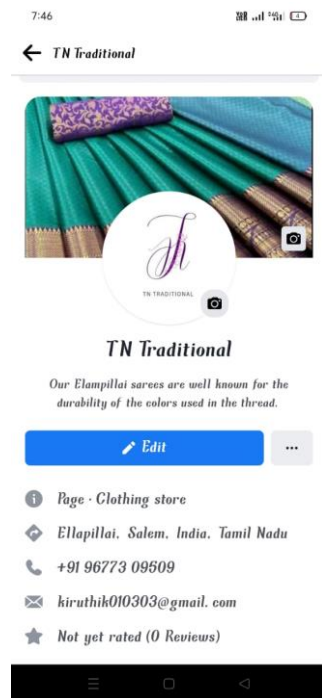 7:46
TN Traditional
TN TRADITIONAL
TN Traditional
Our Elampillai sarees are well known for the
durability of the colors used in the thread.
Edit
Page · Clothing store
Ellapillai, Salem, India, Tamil Nadu
+91 96773 09509
kiruthik010303@gmail.com
Not yet rated (0 Reviews)